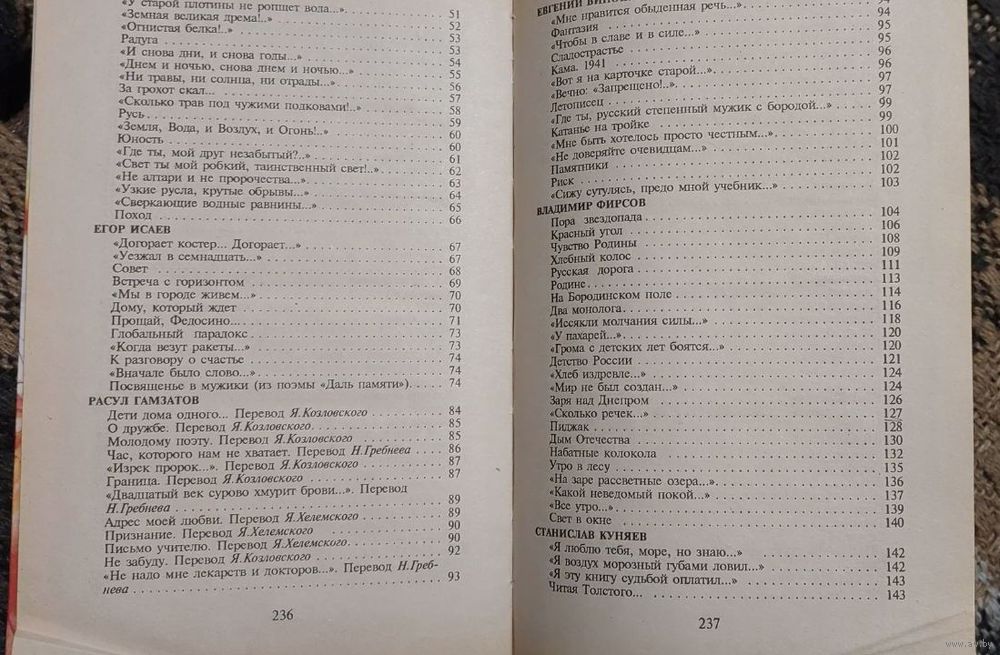 «У старой плотины не ропщет вода...».
«Земная великая дрема!..» 51
«Огнистая белка!..» 52
Радуга 53
«И снова дни, и снова годы...» 53
«Днем и ночью, снова днем и ночью...» 54
«Ни травы, ни солнца, ни отрады...» 55
За грохот скал... 56
«Сколько трав под чужими подковами!..» 57
Русь 58
«Земля, Вода, и Воздух, и Огонь!..» 59
Юность 60
«Где ты, мой друг незабытый?..» 60
«Свет ты мой робкий, таинственный свет!..» 61
«Не алтари и не пророчества...» 62
«Узкие русла, крутые обрывы...» 63
«Сверкающие водные равнины...» 64
Поход 65
66
ЕГОР ИСАЕВ
«Догорает костер... Догорает...» 67
«Уезжал в семнадцать...» 67
Совет 68
Встреча с горизонтом 69
«Мы в городе живем...» 70
Дому, который ждет 70
Прощай, Фелосино... 71
Глобальный парадокс 73
«Когда везут ракеты...» 73
К разговору о счастье 74
«Вначале было слово...» 74
Посвященье в мужики (из поэмы «Даль памяти») 74
РАСУЛ ГАМЗАТОВ
Дети дома одного... Перевод Я.Козловского 84
О дружбе. Перевод Я.Козловского 85
Молодому поэту. Перевод Я.Козловского 85
Час, которого нам не хватает. Перевод Н.Гребнева 86
«Изрек пророк...». Перевод Я.Козловского 87
Граница. Перевод Я.Козловского 87
«Двадцатый век сурово хмурит брови...». Перевод
Н.Гребнева 89
Адрес моей любви. Перевод Я.Хелемского 89
Признание. Перевод Я.Хелемского 90
Письмо учителю. Перевод Я.Хелемского 90
Не забуду. Перевод Я.Козловского 92
«Не надо мне лекарств и докторов...». Перевод Н.Греб-
нева 93
236
ЕВГЕНИЙ
«Мне нравится обыденная речь...» 94
Фантазия 94
«Чтобы в славе и в силе...» 95
Сладострастье 95
Кама. 1941 96
«Вот я на карточке старой...» 96
«Вечно: «Запрещено!..» 97
Летописец 97
«Где ты, русский степенный мужик с бородой...» 99
Катанье на тройке 99
«Мне быть хотелось просто честным...» 100
«Не доверяйте очевидцам...» 101
Памятники 102
Риск 102
«Сижу сутулясь, предо мной учебник...» 103
ВЛАДИМИР ФИРСОВ
Пора звездопада 104
Красный угол 106
Чувство Родины 108
Хлебный колос 109
Русская дорога 111
Родине 113
На Бородинском поле 114
Два монолога 116
«Иссякли молчания силы...» 118
«У пахарей...» 120
«Грома с детских лет боятся...» 120
Детство России 121
«Хлеб издревле...» 124
«Мир не был создан...» 124
Заря над Днепром 126
«Сколько речек...» 127
Пиджак 128
Дым Отечества 130
Набатные колокола 132
Утро в лесу 135
«На заре рассветные озера...» 136
«Какой неведомый покой...» 137
«Все утро...» 139
Свет в окне 140
СТАНИСЛАВ КУНЯЕВ
«Я люблю тебя, море, но знаю...» 142
«Я воздух морозный губами ловил...» 142
«Я эту книгу судьбой оплатил...» 143
Читая Толстого... 143
237
www.ay.by